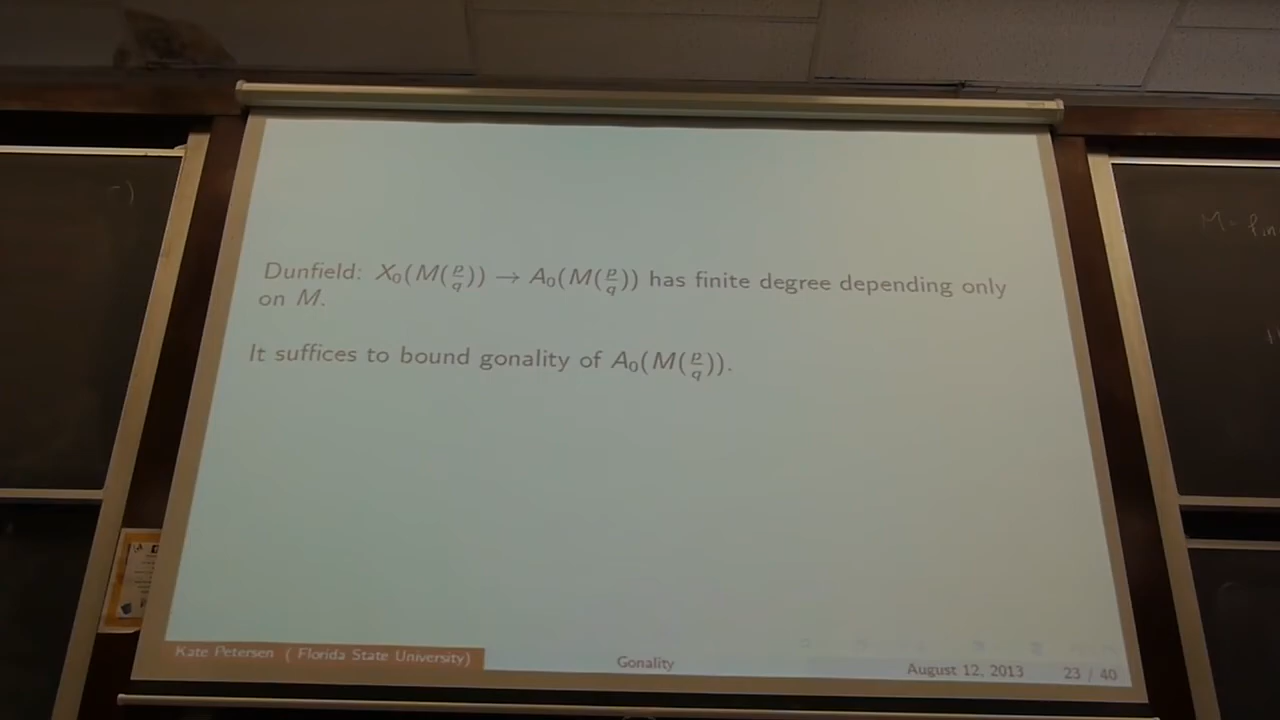 Dunfield: X₀(M(p/q)) → A₀(M(p/q)) has finite degree depending only
on M.
It suffices to bound gonality of A₀(M(p/q)).
Kate Petersen ( Florida State University)
Gonality
August 12, 2013
23 / 40